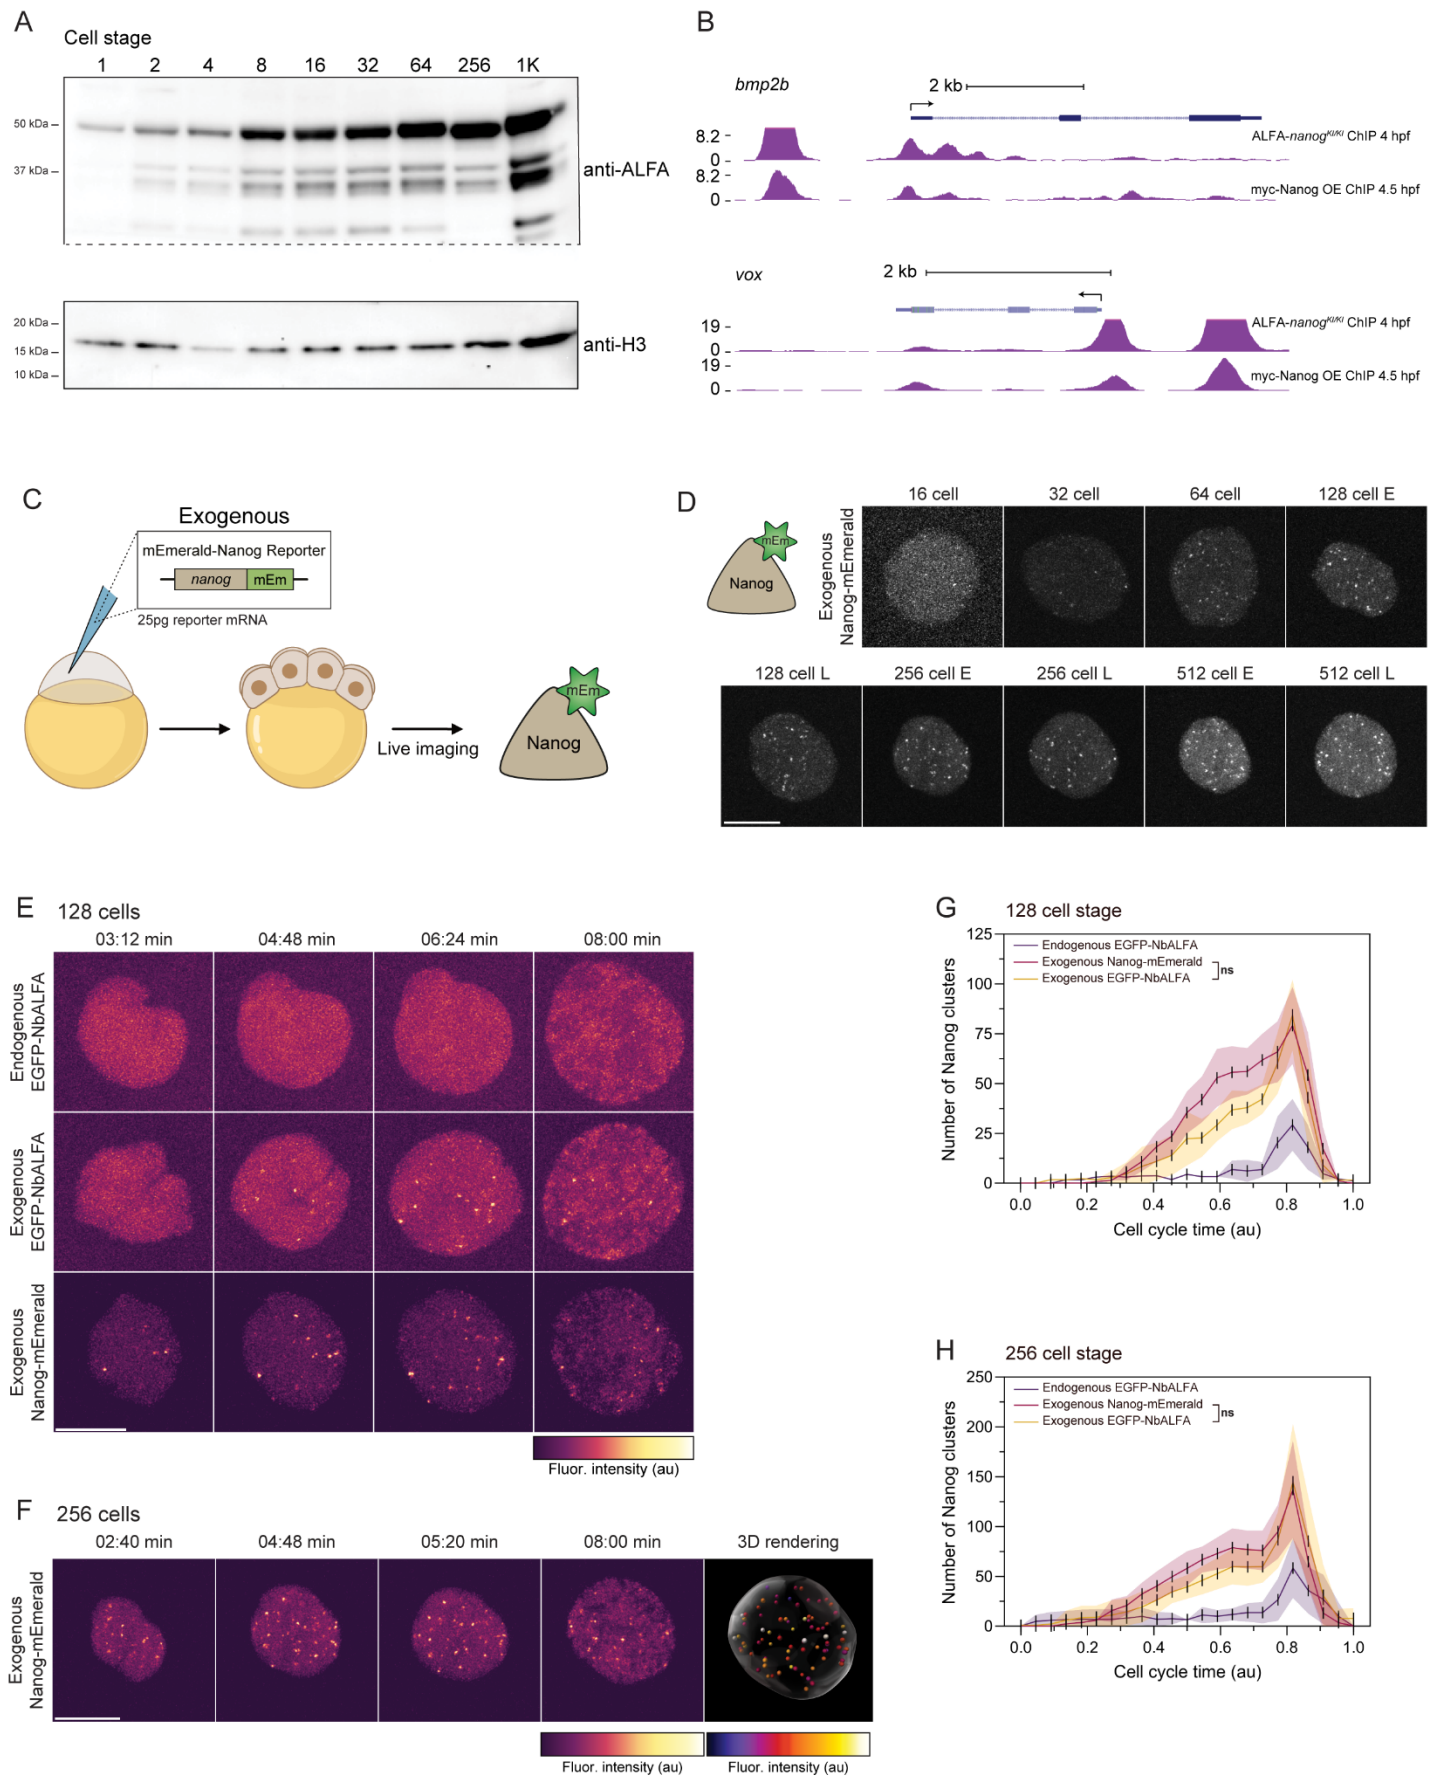 A
Cell stage
1 2 4 8 16 32 64 256 1K
50 kDa
37 kDa
anti-ALFA
20 kDa
15 kDa
10 kDa
anti-H3
B
bmp2b
2 kb
8.2
0
ALFA-nanogKI/KI ChIP 4 hpf
8.2
0
myc-Nanog OE ChIP 4.5 hpf
vox
2 kb
19
0
ALFA-nanogKI/KI ChIP 4 hpf
19
0
myc-Nanog OE ChIP 4.5 hpf
C
Exogenous
mEmerald-Nanog Reporter
nanog mEm
25pg reporter mRNA
Live imaging
mEm
Nanog
D
mEm
Nanog
Exogenous
Nanog-mEmerald
16 cell 32 cell 64 cell 128 cell E
128 cell L 256 cell E 256 cell L 512 cell E 512 cell L
E 128 cells
03:12 min 04:48 min 06:24 min 08:00 min
Endogenous
EGFP-NbALFA
Exogenous
EGFP-NbALFA
Exogenous
Nanog-mEmerald
Fluor. intensity (au)
F 256 cells
02:40 min 04:48 min 05:20 min 08:00 min 3D rendering
Exogenous
Nanog-mEmerald
Fluor. intensity (au) Fluor. intensity (au)
G 128 cell stage
Endogenous EGFP-NbALFA
Exogenous Nanog-mEmerald
Exogenous EGFP-NbALFA
ns
Number of Nanog clusters
125
100
75
50
25
0
0.0 0.2 0.4 0.6 0.8 1.0
Cell cycle time (au)
H 256 cell stage
Endogenous EGFP-NbALFA
Exogenous Nanog-mEmerald
Exogenous EGFP-NbALFA
ns
Number of Nanog clusters
250
200
150
100
50
0
0.0 0.2 0.4 0.6 0.8 1.0
Cell cycle time (au)